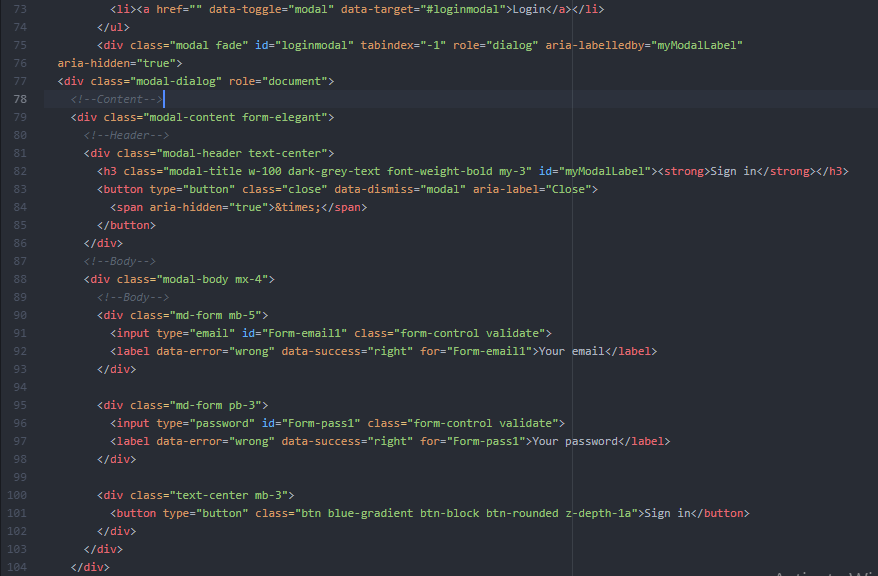 73 <li><a href="" data-toggle="modal" data-target="#loginmodal">Login</a></li>
74 </ul>
75 <div class="modal fade" id="loginmodal" tabindex="-1" role="dialog" aria-labelledby="myModalLabel"
76 aria-hidden="true">
77 <div class="modal-dialog" role="document">
78 <!--Content-->
79 <div class="modal-content form-elegant">
80 <!--Header-->
81 <div class="modal-header text-center">
82 <h3 class="modal-title w-100 dark-grey-text font-weight-bold my-3" id="myModalLabel"><strong>Sign in</strong></h3>
83 <button type="button" class="close" data-dismiss="modal" aria-label="Close">
84 <span aria-hidden="true">&times;</span>
85 </button>
86 </div>
87 <!--Body-->
88 <div class="modal-body mx-4">
89 <!--Body-->
90 <div class="md-form mb-5">
91 <input type="email" id="Form-email1" class="form-control validate">
92 <label data-error="wrong" data-success="right" for="Form-email1">Your email</label>
93 </div>
94
95 <div class="md-form pb-3">
96 <input type="password" id="Form-pass1" class="form-control validate">
97 <label data-error="wrong" data-success="right" for="Form-pass1">Your password</label>
98 </div>
99
100 <div class="text-center mb-3">
101 <button type="button" class="btn blue-gradient btn-block btn-rounded z-depth-1a">Sign in</button>
102 </div>
103 </div>
104 </div>